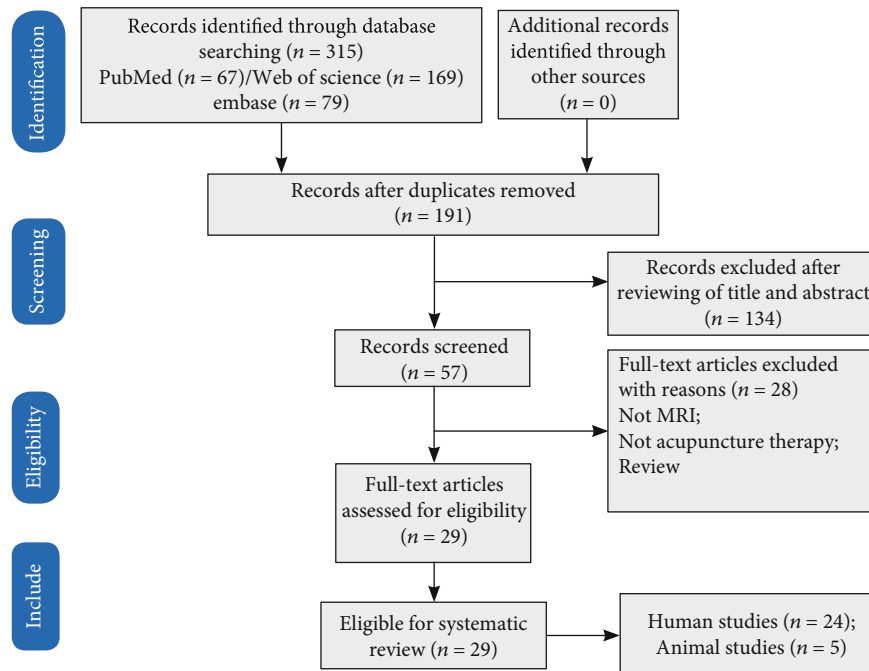 Identification
Records identified through database
searching (n = 315)
PubMed (n = 67)/Web of science (n = 169)
embase (n = 79)
Additional records
identified through
other sources
(n = 0)
Records after duplicates removed
(n = 191)
Screening
Records excluded after
reviewing of title and abstract
(n = 134)
Records screened
(n = 57)
Eligibility
Full-text articles excluded
with reasons (n = 28)
Not MRI;
Not acupuncture therapy;
Review
Full-text articles
assessed for eligibility
(n = 29)
Include
Eligible for systematic
review (n = 29)
Human studies (n = 24);
Animal studies (n = 5)